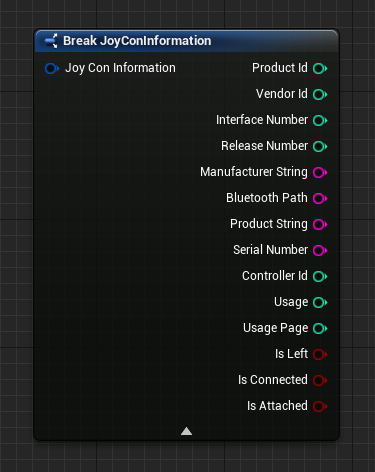 Break JoyConInformation
Joy Con Information
Product Id
Vendor Id
Interface Number
Release Number
Manufacturer String
Bluetooth Path
Product String
Serial Number
Controller Id
Usage
Usage Page
Is Left
Is Connected
Is Attached